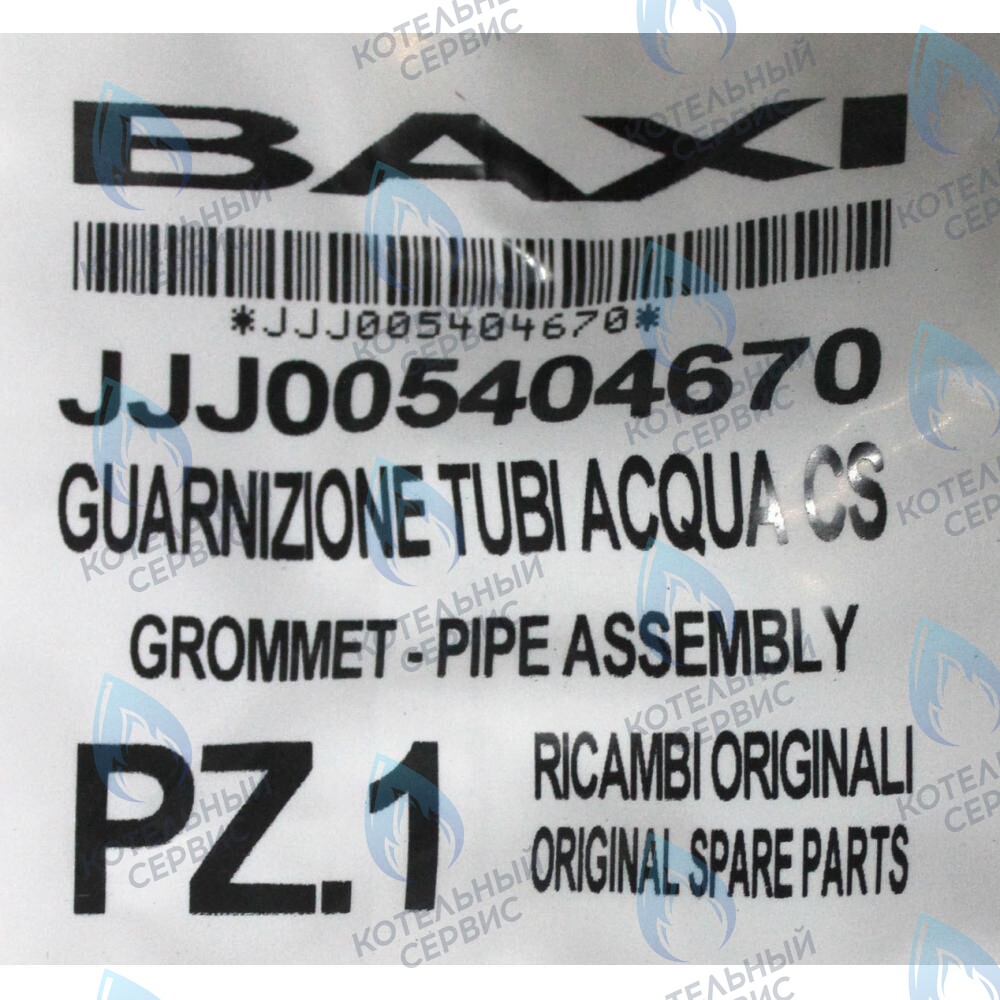 BAXI
*JJJ005404670*
JJJ005404670
GUARNIZIONE TUBI ACQUA CS
GROMMET - PIPE ASSEMBLY
PZ.1
RICAMBI ORIGINALI
ORIGINAL SPARE PARTS
КОТЕЛЬНЫЙ
СЕРВИС